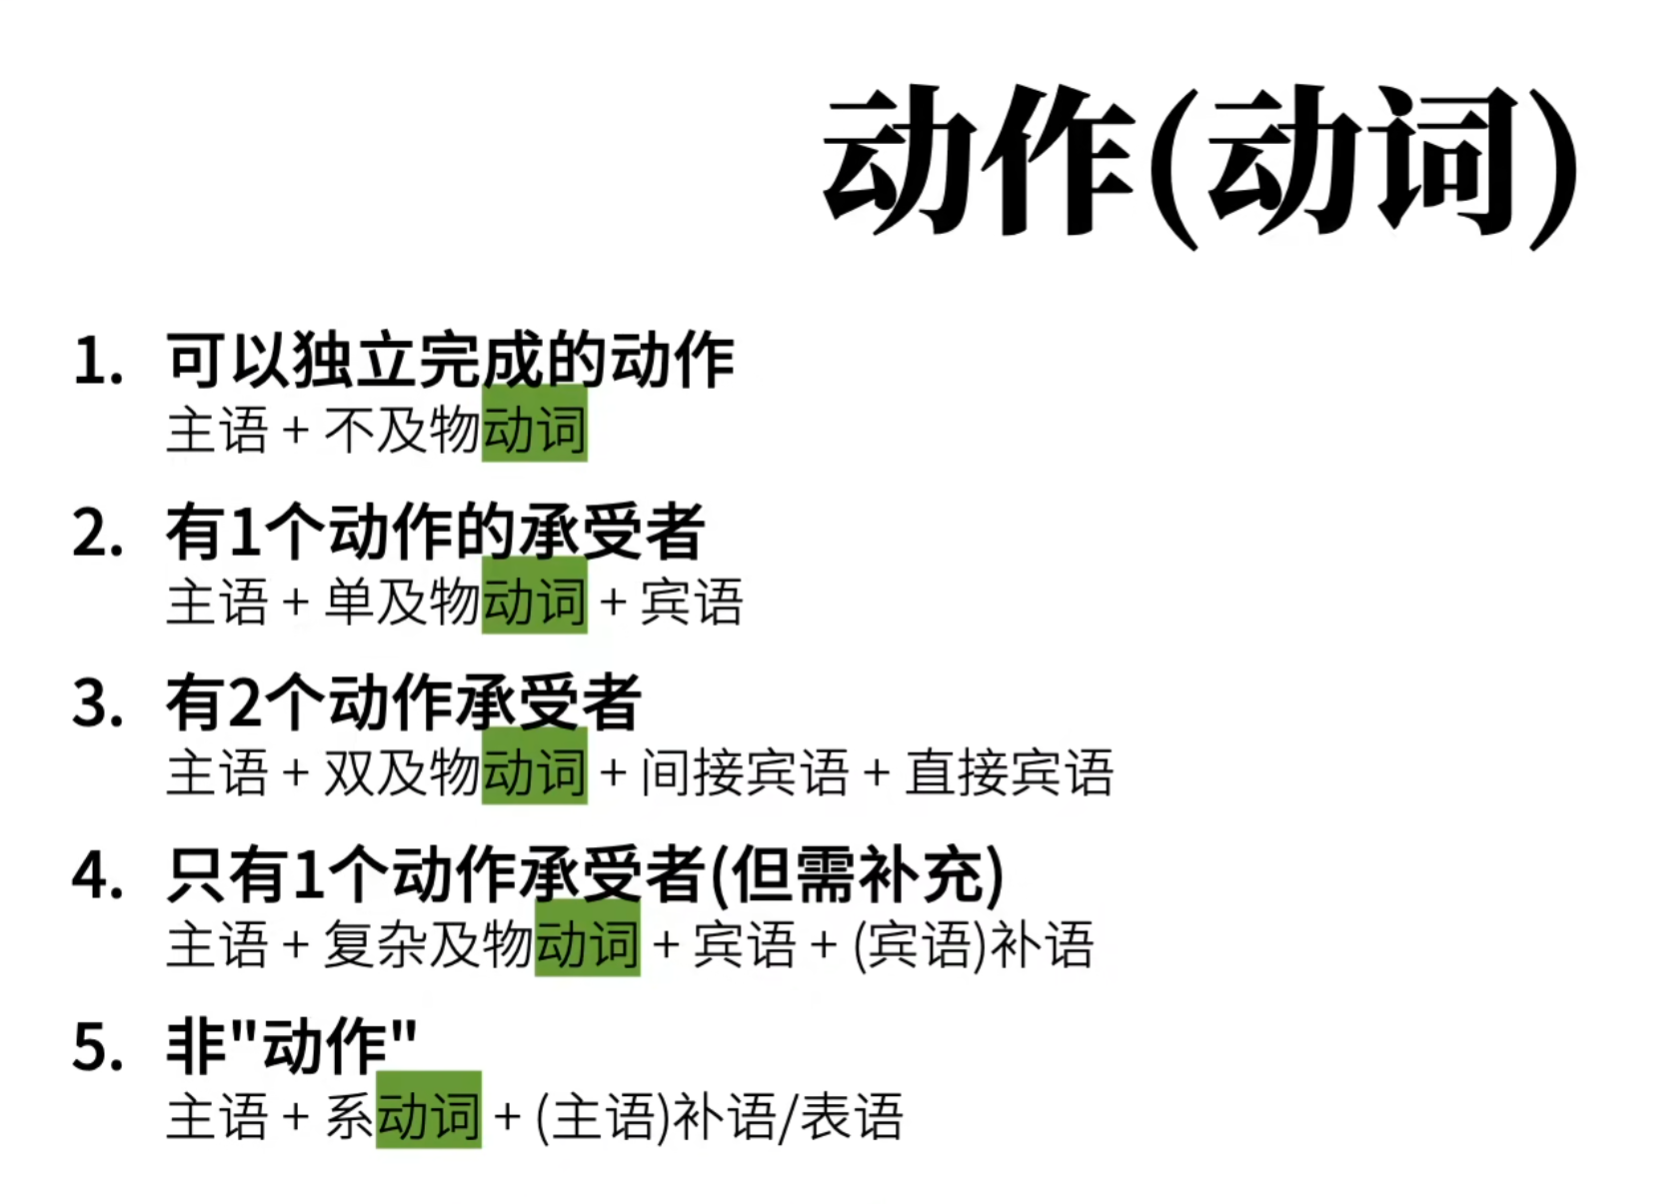 动作(动词)
1. 可以独立完成的动作
主语 + 不及物动词
2. 有1个动作的承受者
主语 + 单及物动词 + 宾语
3. 有2个动作承受者
主语 + 双及物动词 + 间接宾语 + 直接宾语
4. 只有1个动作承受者(但需补充)
主语 + 复杂及物动词 + 宾语 + (宾语)补语
5. 非"动作"
主语 + 系动词 + (主语)补语/表语